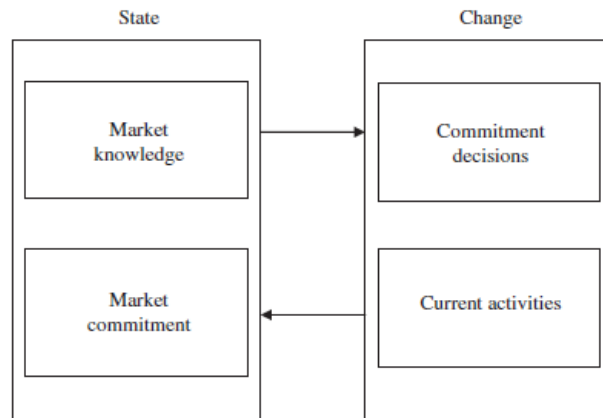 State
Change
Market
knowledge
Commitment
decisions
Market
commitment
Current activities